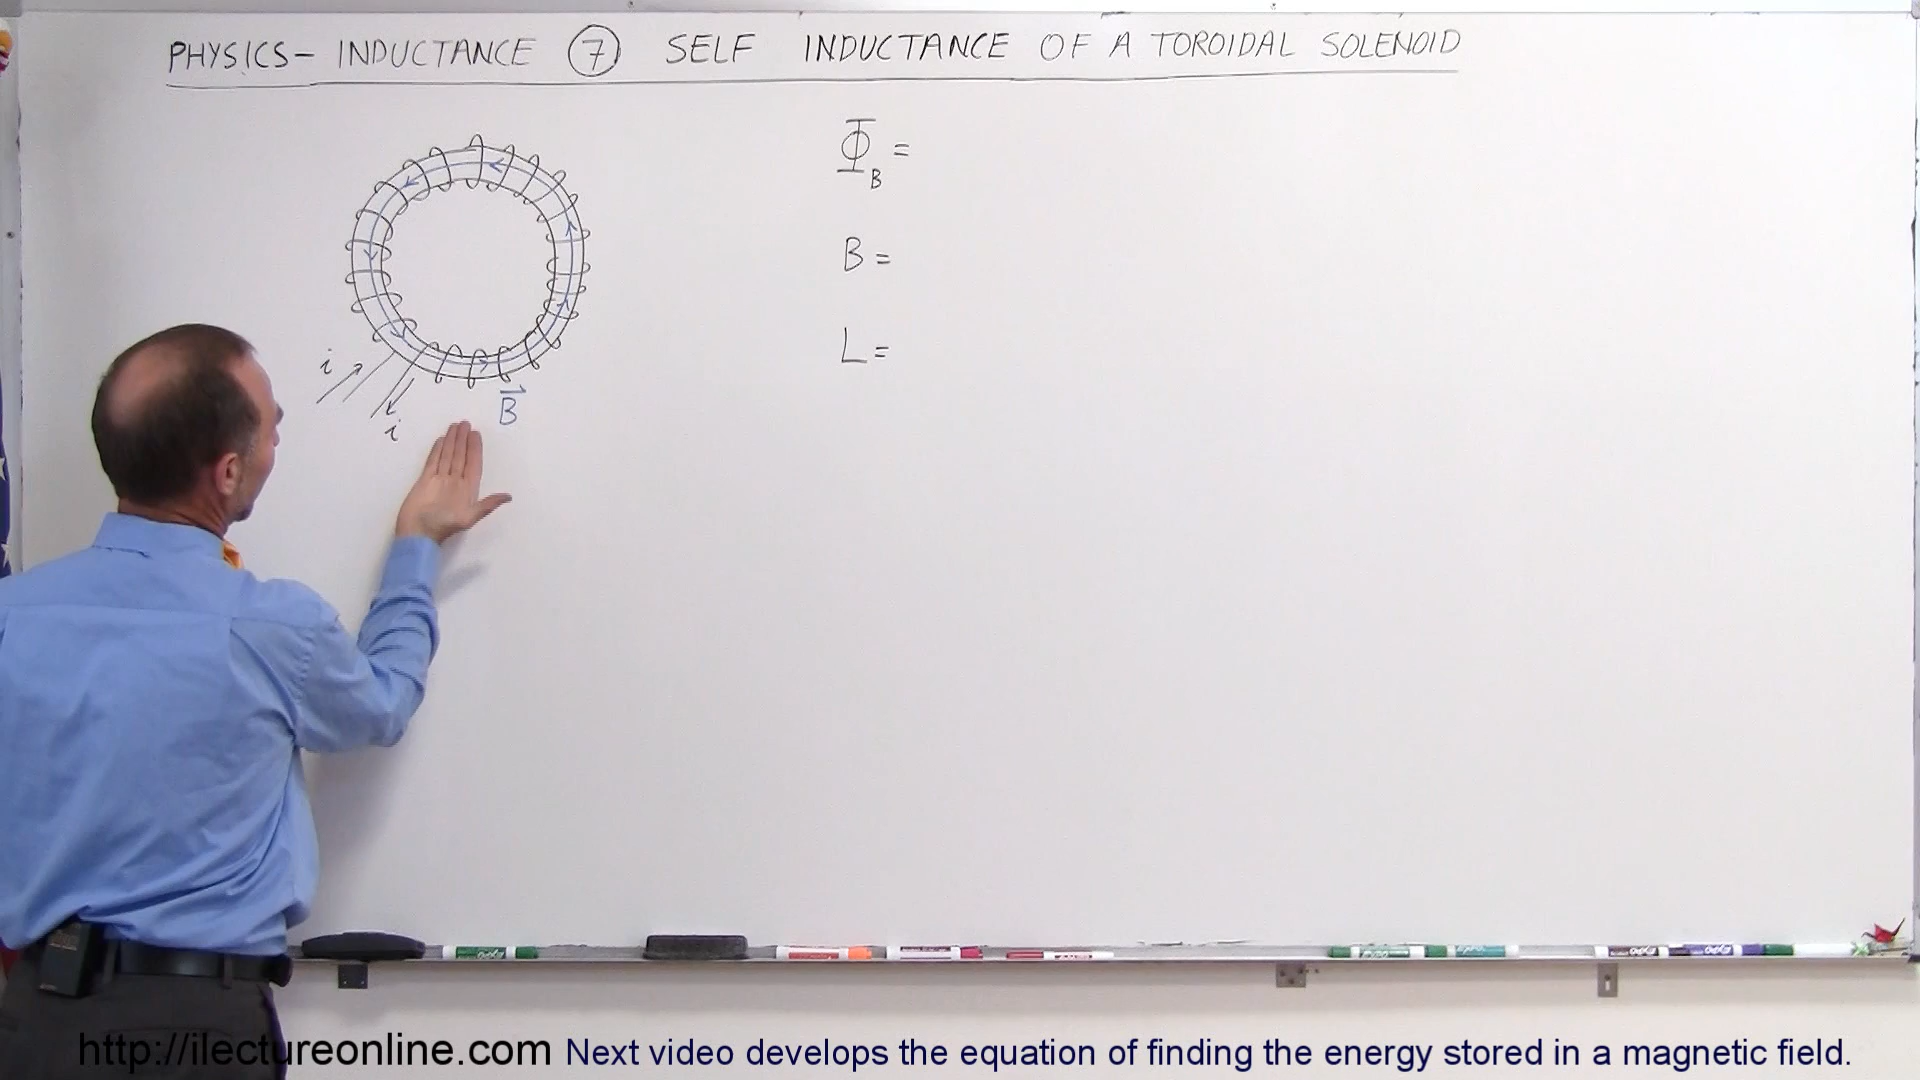 PHYSICS- INDUCTANCE 7 SELF INDUCTANCE OF A TOROIDAL SOLENOID
Φ_B =
B =
L =
i
i
B
http://ilectureonline.com Next video develops the equation of finding the energy stored in a magnetic field.